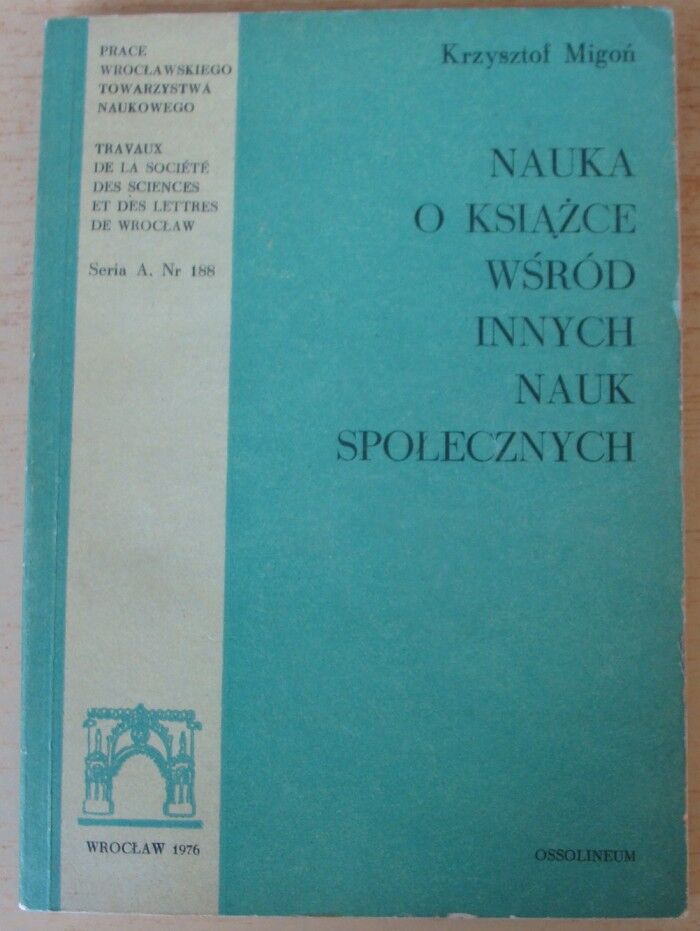 PRACE
WROCŁAWSKIEGO
TOWARZYSTWA
NAUKOWEGO
TRAVAUX
DE LA SOCIÉTÉ
DES SCIENCES
ET DES LETTRES
DE WROCŁAW
Seria A. Nr 188
Krzysztof Migoń
NAUKA
O KSIĄŻCE
WŚRÓD
INNYCH
NAUK
SPOŁECZNYCH
WROCŁAW 1976
OSSOLINEUM